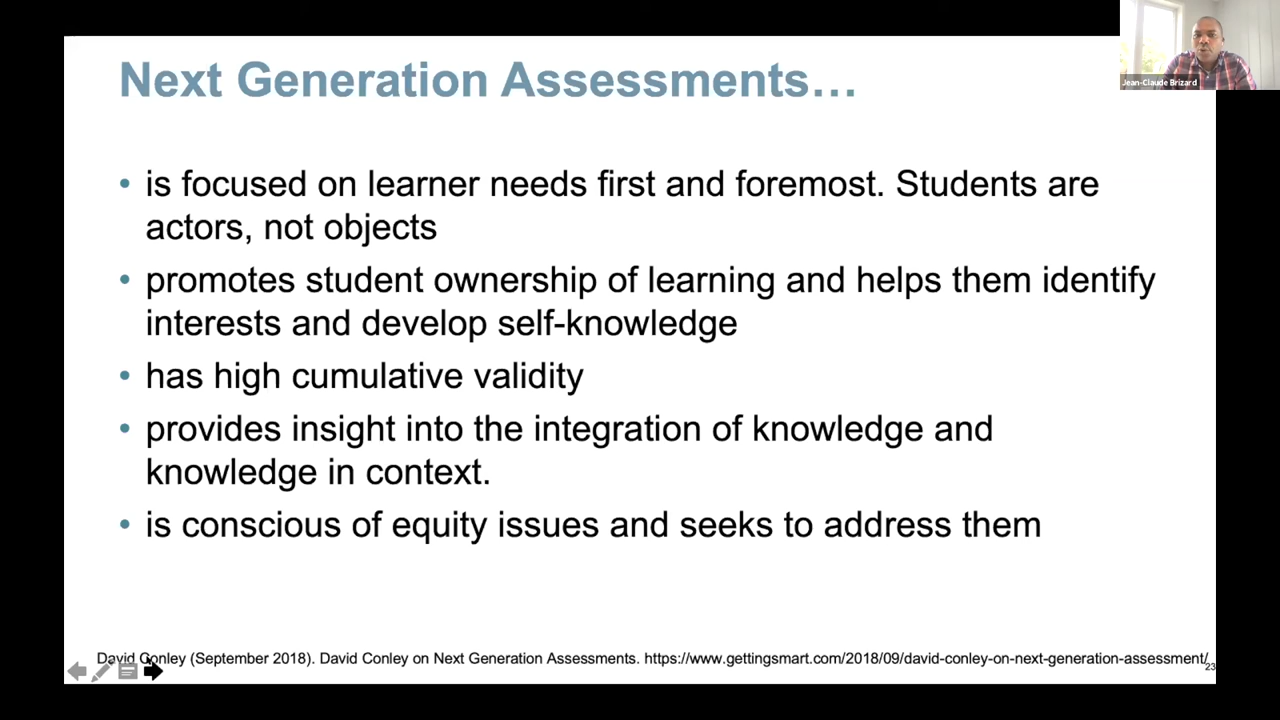 Next Generation Assessments…
Jean-Claude Brizard
• is focused on learner needs first and foremost. Students are
actors, not objects
• promotes student ownership of learning and helps them identify
interests and develop self-knowledge
• has high cumulative validity
• provides insight into the integration of knowledge and
knowledge in context.
• is conscious of equity issues and seeks to address them
David Conley (September 2018). David Conley on Next Generation Assessments. https://www.gettingsmart.com/2018/09/david-conley-on-next-generation-assessment/
23